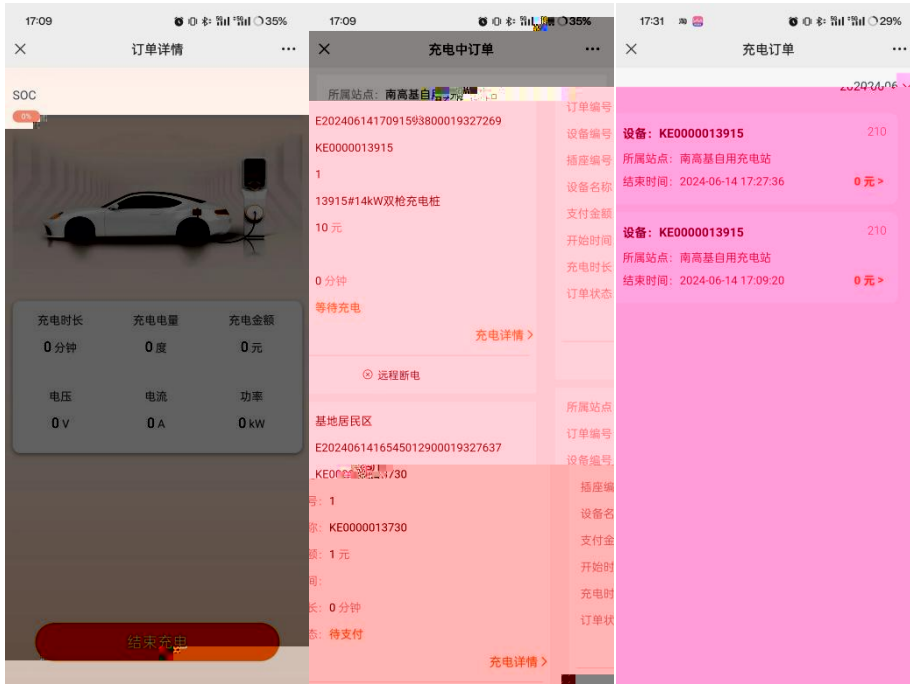 17:09
35%
订单详情
SOC
0%
充电时长
充电电量
充电金额
0 分钟
0 度
0 元
电压
电流
功率
0 V
0 A
0 kW
结束充电
17:09
35%
充电中订单
所属站点: 南高基自用
E2024061417091593800019327269
KE0000013915
1
13915#14kW双枪充电桩
10 元
0 分钟
等待充电
充电详情 >
远程断电
基地居民区
E2024061416545012900019327637
号: 1
称: KE0000013730
额: 1 元
间:
长: 0 分钟
态: 待支付
充电详情 >
订单编号
设备编号
插座编号
设备名称
支付金额
开始时间
充电时长
订单状态
所属站点
订单编号
设备编号
插座编
设备名
支付金
开始时
充电时
订单状
17:31
29%
充电订单
设备: KE0000013915
210
所属站点: 南高基自用充电站
结束时间: 2024-06-14 17:27:36
0 元 >
设备: KE0000013915
210
所属站点: 南高基自用充电站
结束时间: 2024-06-14 17:09:20
0 元 >